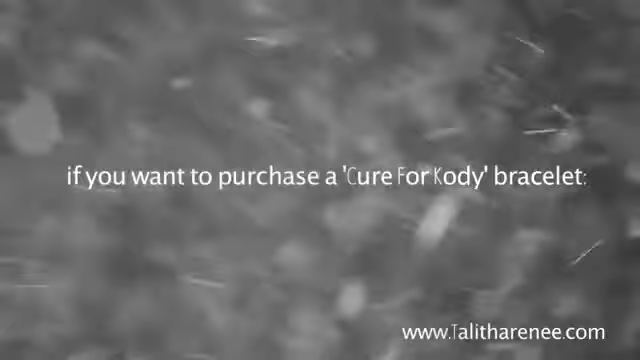 if you want to purchase a 'Cure For Kody' bracelet:
www.Talitharenee.com